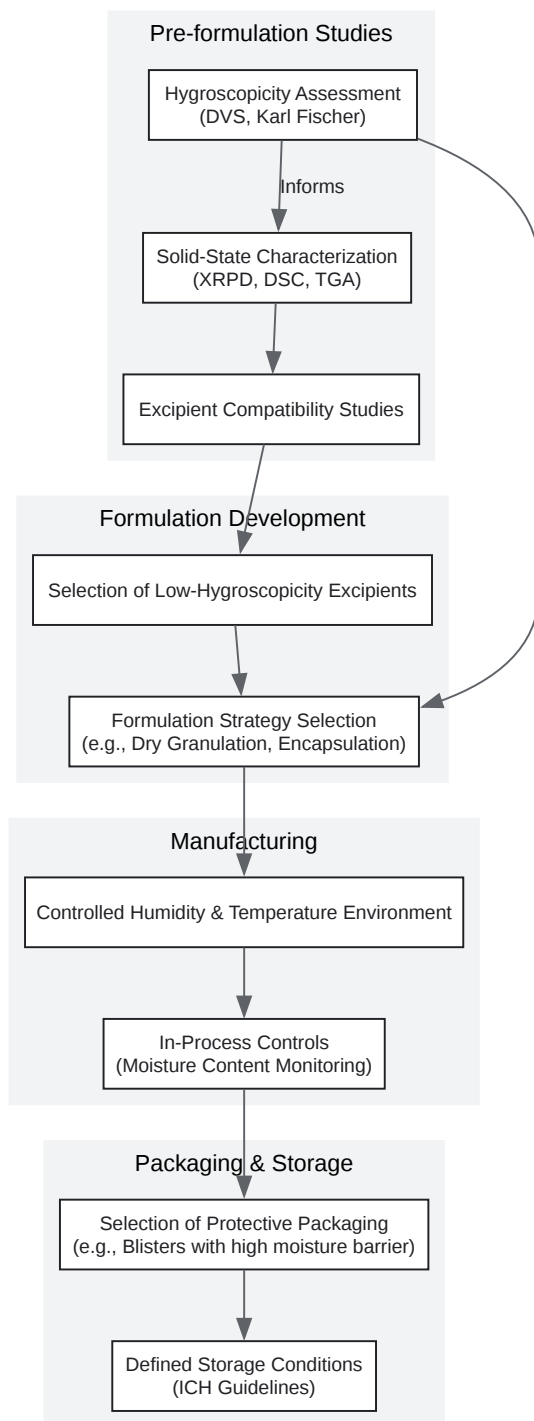 Pre-formulation Studies
Hygroscopicity Assessment
(DVS, Karl Fischer)
Informs
Solid-State Characterization
(XRPD, DSC, TGA)
Excipient Compatibility Studies
Formulation Development
Selection of Low-Hygroscopicity Excipients
Formulation Strategy Selection
(e.g., Dry Granulation, Encapsulation)
Manufacturing
Controlled Humidity & Temperature Environment
In-Process Controls
(Moisture Content Monitoring)
Packaging & Storage
Selection of Protective Packaging
(e.g., Blisters with high moisture barrier)
Defined Storage Conditions
(ICH Guidelines)